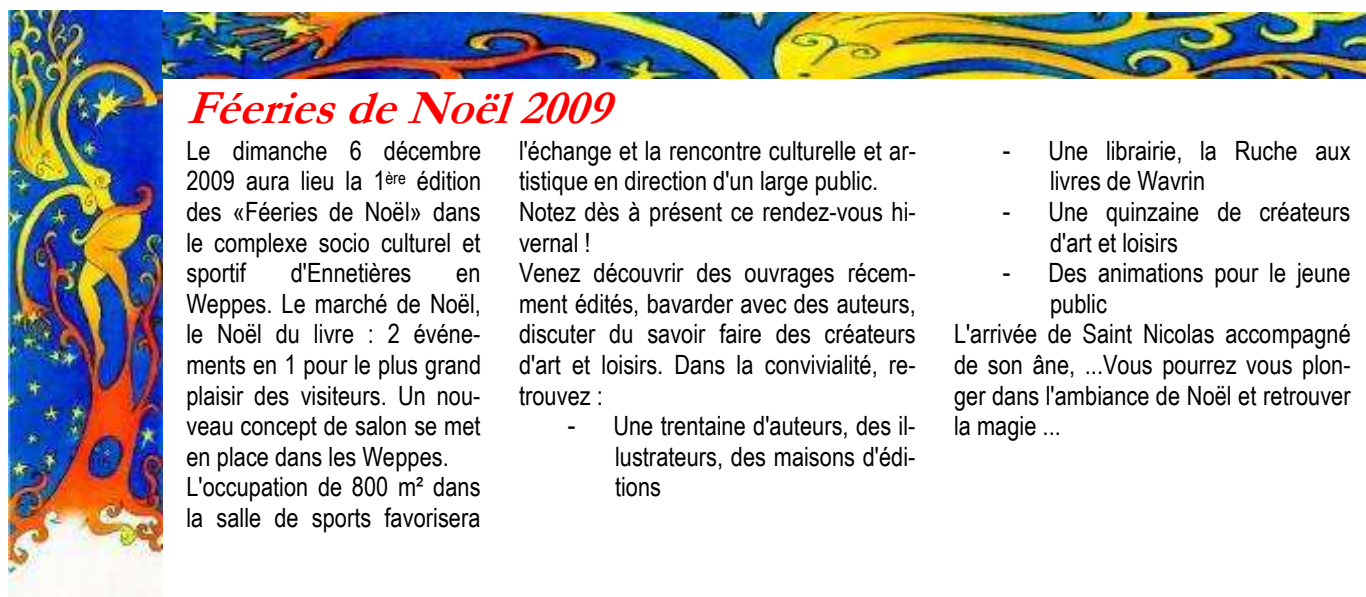 Féeries de Noël 2009
Le dimanche 6 décembre
2009 aura lieu la 1ère édition
des «Féeries de Noël» dans
le complexe socio culturel et
sportif d'Ennetières en
Weppes. Le marché de Noël,
le Noël du livre : 2 événe-
ments en 1 pour le plus grand
plaisir des visiteurs. Un nou-
veau concept de salon se met
en place dans les Weppes.
L'occupation de 800 m² dans
la salle de sports favorisera
l'échange et la rencontre culturelle et ar-
tistique en direction d'un large public.
Notez dès à présent ce rendez-vous hi-
vernal !
Venez découvrir des ouvrages récem-
ment édités, bavarder avec des auteurs,
discuter du savoir faire des créateurs
d'art et loisirs. Dans la convivialité, re-
trouvez :
- Une trentaine d'auteurs, des il-
lustrateurs, des maisons d'édi-
tions
- Une librairie, la Ruche aux
livres de Wavrin
- Une quinzaine de créateurs
d'art et loisirs
- Des animations pour le jeune
public
L'arrivée de Saint Nicolas accompagné
de son âne, ...Vous pourrez vous plon-
ger dans l'ambiance de Noël et retrouver
la magie ...